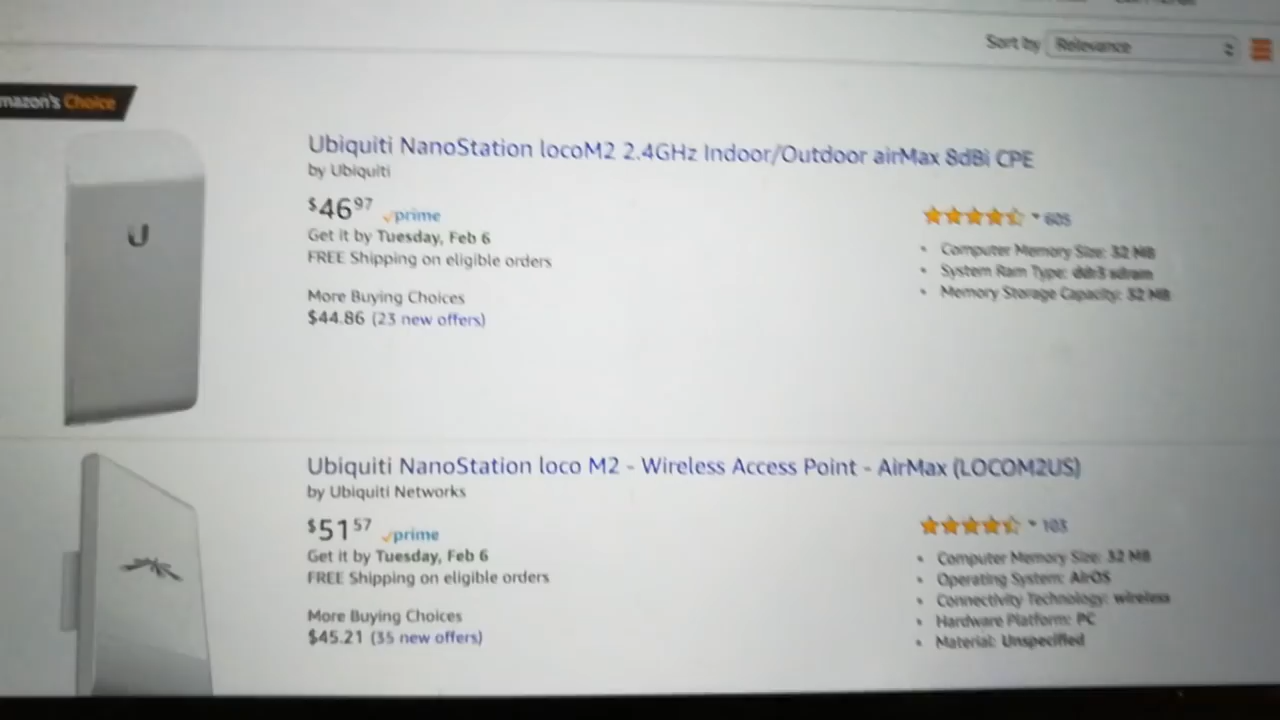 Sort by Relevance
mazon's Choice
Ubiquiti NanoStation locoM2 2.4GHz Indoor/Outdoor airMax 8dBi CPE
by Ubiquiti
$46.97 prime
Get it by Tuesday, Feb 6
FREE Shipping on eligible orders
More Buying Choices
$44.86 (23 new offers)
605
Computer Memory Size: 32 MB
System Ram Type: ddr3 sdram
Memory Storage Capacity: 32 MB
Ubiquiti NanoStation loco M2 - Wireless Access Point - AirMax (LOCOM2US)
by Ubiquiti Networks
$51.57 prime
Get it by Tuesday, Feb 6
FREE Shipping on eligible orders
More Buying Choices
$45.21 (35 new offers)
103
Computer Memory Size: 32 MB
Operating System: AirOS
Connectivity Technology: wireless
Hardware Platform: PC
Material: Unspecified